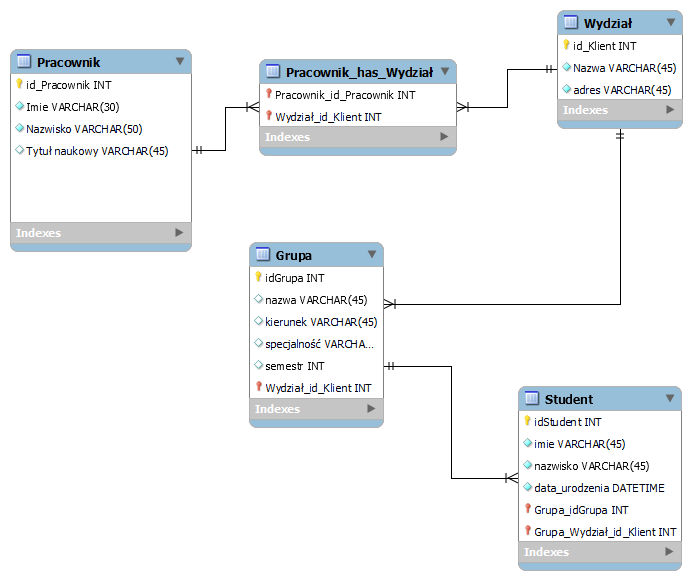 Pracownik
id_Pracownik INT
Imie VARCHAR(30)
Nazwisko VARCHAR(50)
Tytuł naukowy VARCHAR(45)
Indexes
Pracownik_has_Wydział
Pracownik_id_Pracownik INT
Wydział_id_Klient INT
Indexes
Wydział
id_Klient INT
Nazwa VARCHAR(45)
adres VARCHAR(45)
Indexes
Grupa
idGrupa INT
nazwa VARCHAR(45)
kierunek VARCHAR(45)
specjalność VARCHA...
semestr INT
Wydział_id_Klient INT
Indexes
Student
idStudent INT
imie VARCHAR(45)
nazwisko VARCHAR(45)
data_urodzenia DATETIME
Grupa_idGrupa INT
Grupa_Wydział_id_Klient INT
Indexes